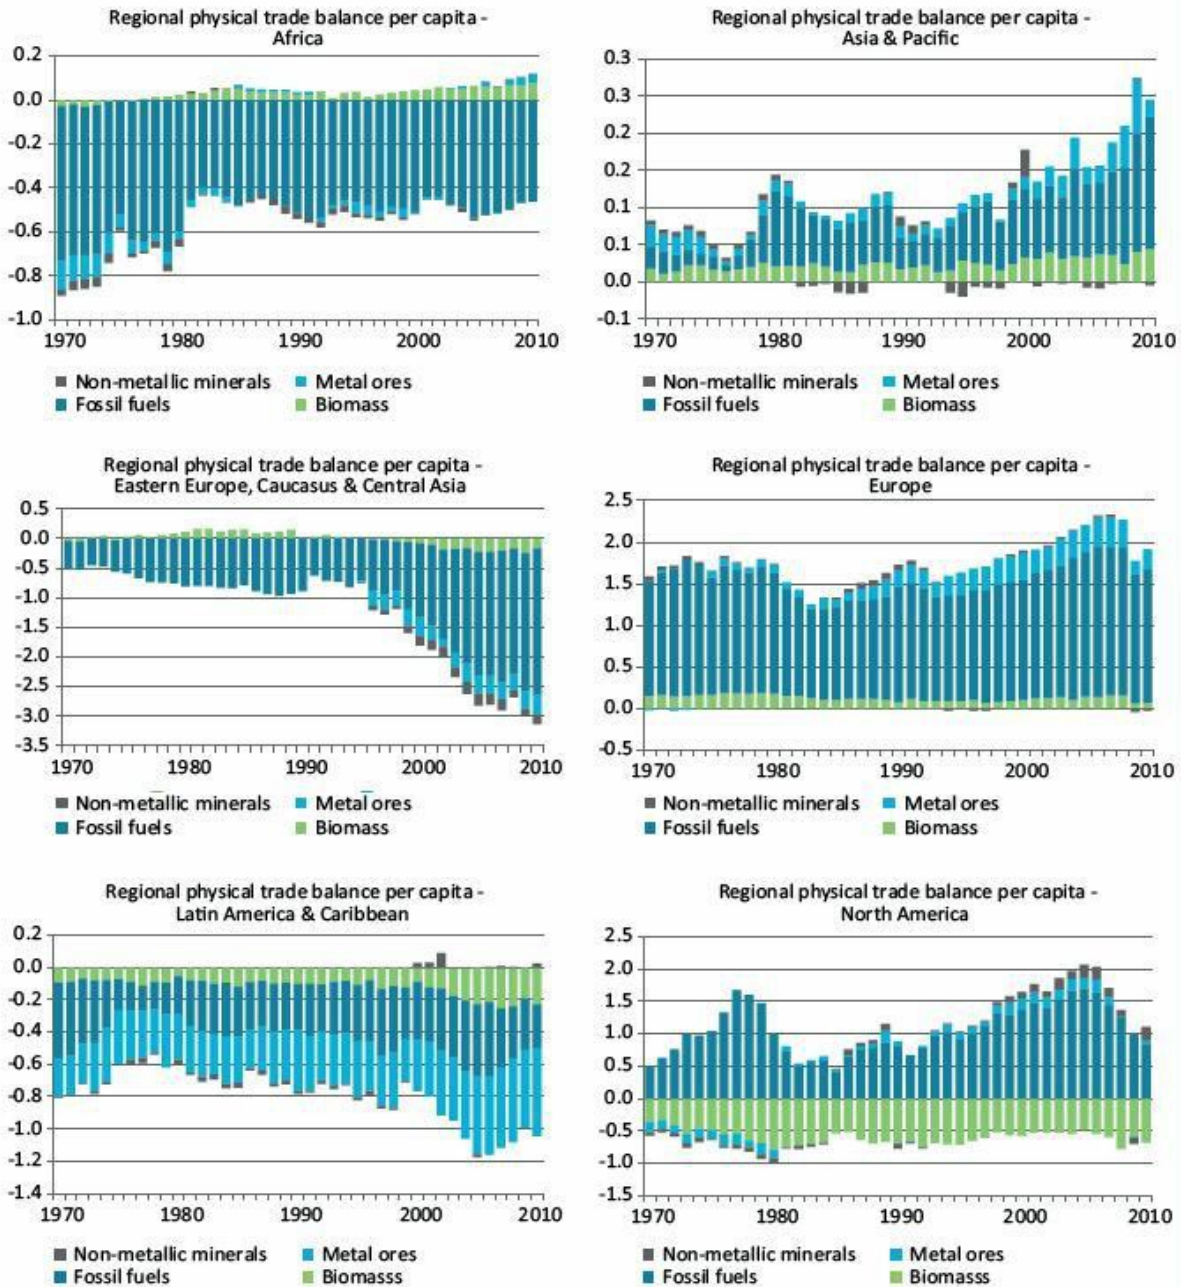 Regional physical trade balance per capita -
Africa
0.2
0.0
-0.2
-0.4
-0.6
-0.8
-1.0
1970 1980 1990 2000 2010
Non-metallic minerals Metal ores
Fossil fuels Biomass
Regional physical trade balance per capita -
Asia & Pacific
0.3
0.3
0.2
0.2
0.1
0.1
0.0
-0.1
1970 1980 1990 2000 2010
Non-metallic minerals Metal ores
Fossil fuels Biomass
Regional physical trade balance per capita -
Eastern Europe, Caucasus & Central Asia
0.5
0.0
-0.5
-1.0
-1.5
-2.0
-2.5
-3.0
-3.5
1970 1980 1990 2000 2010
Non-metallic minerals Metal ores
Fossil fuels Biomass
Regional physical trade balance per capita -
Europe
2.5
2.0
1.5
1.0
0.5
0.0
-0.5
1970 1980 1990 2000 2010
Non-metallic minerals Metal ores
Fossil fuels Biomass
Regional physical trade balance per capita -
Latin America & Caribbean
0.2
0.0
-0.2
-0.4
-0.6
-0.8
-1.0
-1.2
-1.4
1970 1980 1990 2000 2010
Non-metallic minerals Metal ores
Fossil fuels Biomasss
Regional physical trade balance per capita -
North America
2.5
2.0
1.5
1.0
0.5
0.0
-0.5
-1.0
-1.5
1970 1980 1990 2000 2010
Non-metallic minerals Metal ores
Fossil fuels Biomass